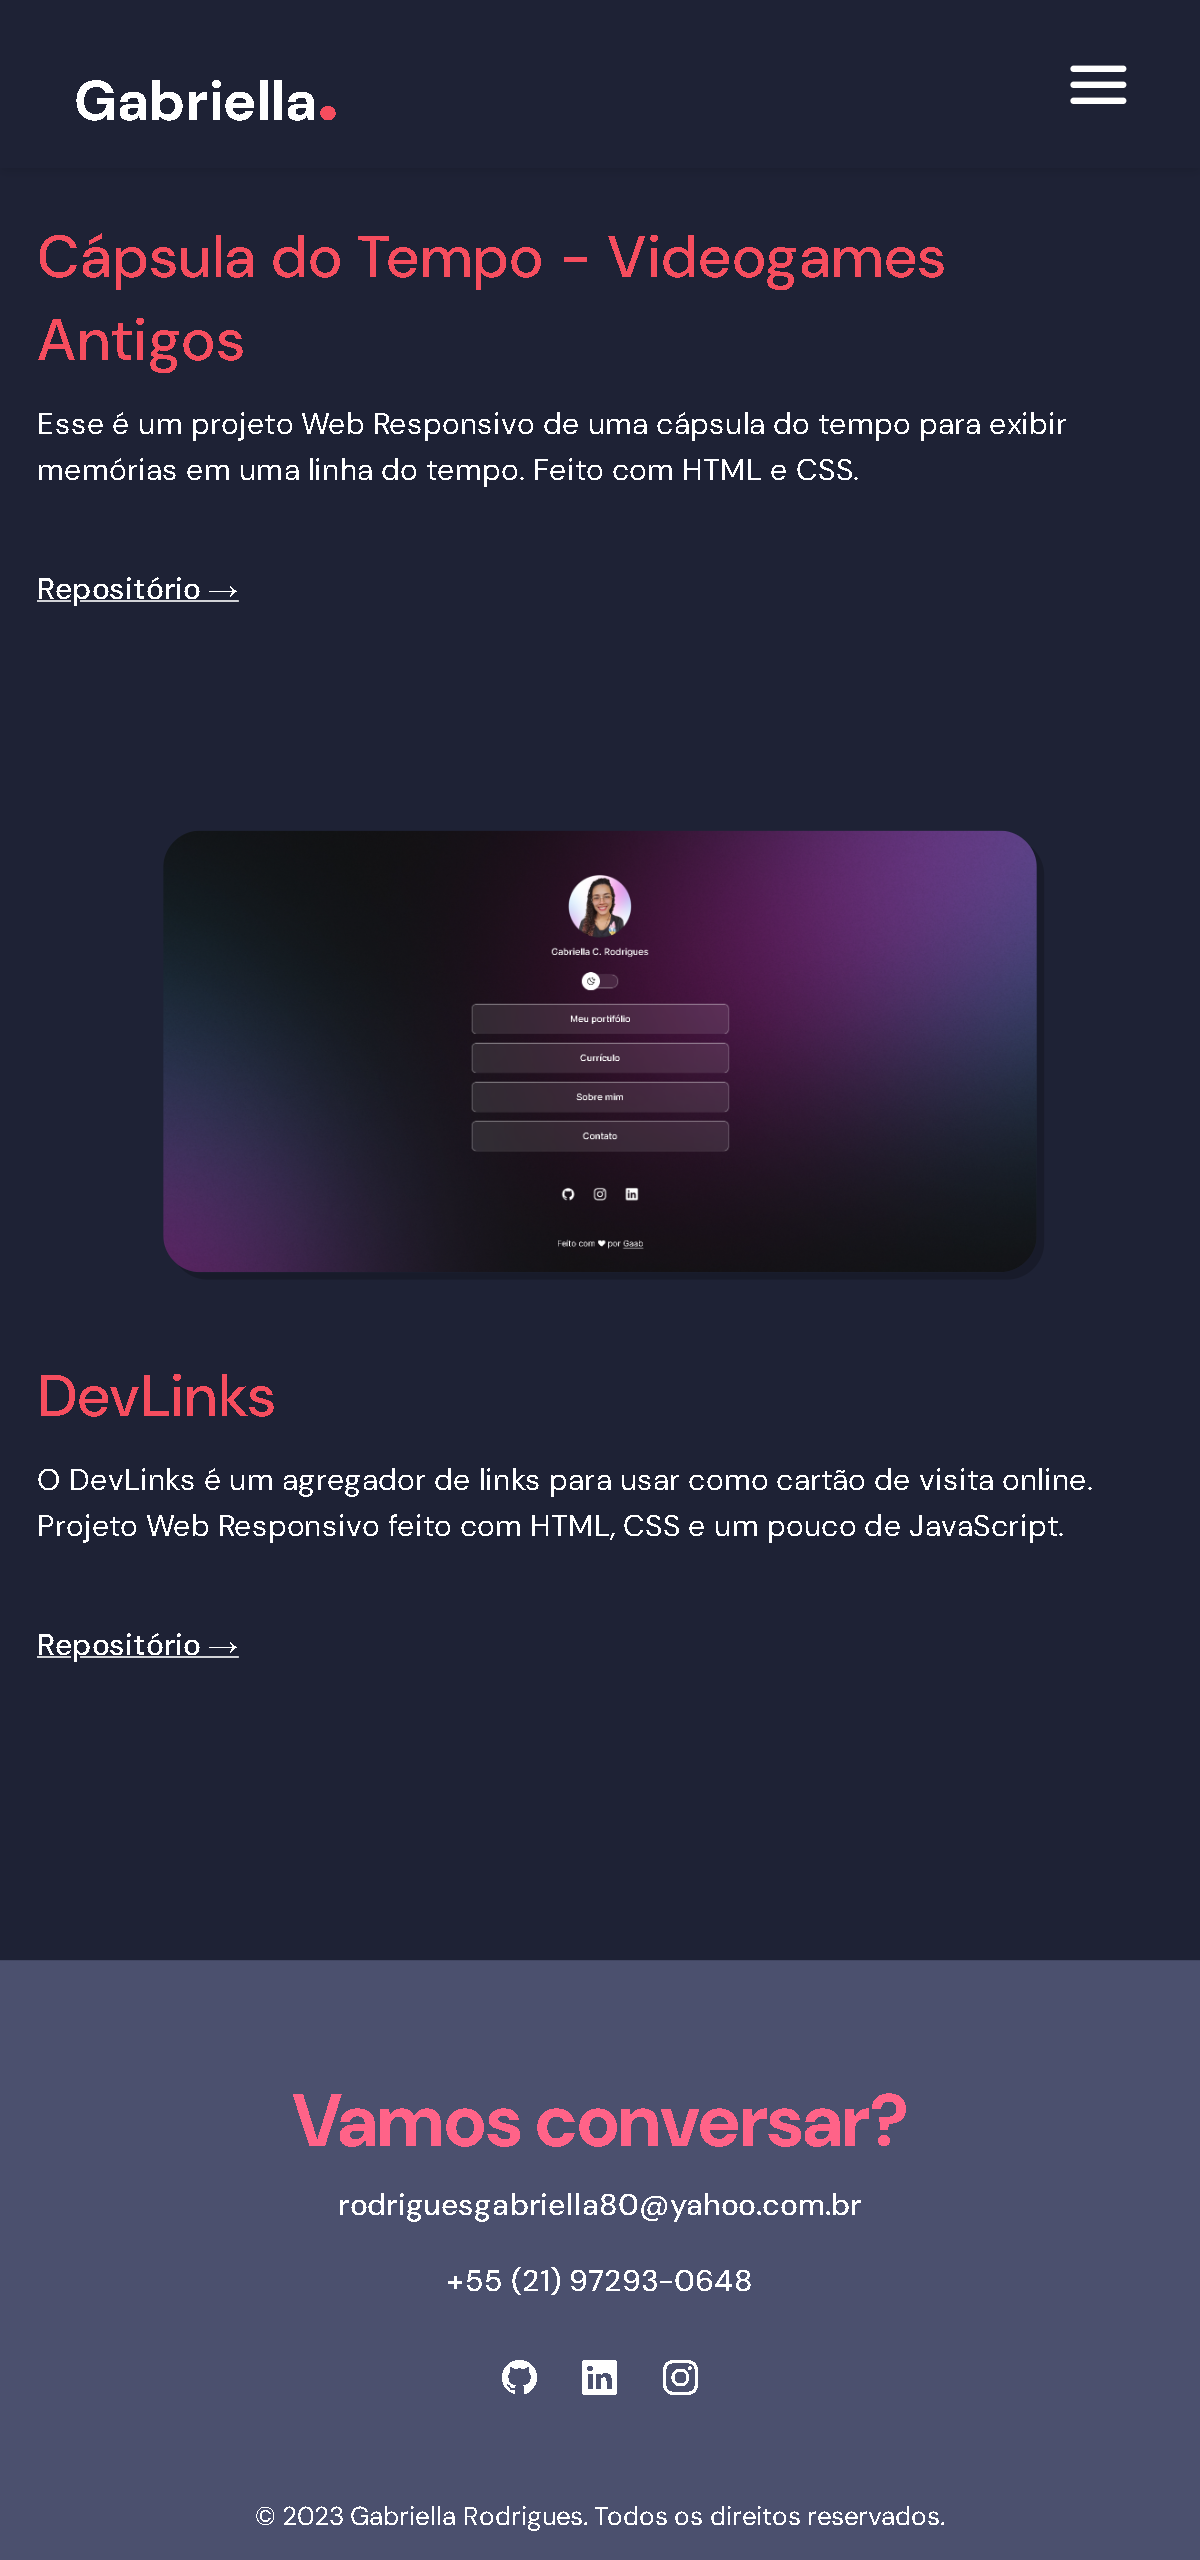 Gabriella.
Cápsula do Tempo - Videogames
Antigos
Esse é um projeto Web Responsivo de uma cápsula do tempo para exibir
memórias em uma linha do tempo. Feito com HTML e CSS.
Repositório →
Gabriella C. Rodrigues
Meu portifólio
Currículo
Sobre mim
Contato
Feito com ♥ por Gaab
DevLinks
O DevLinks é um agregador de links para usar como cartão de visita online.
Projeto Web Responsivo feito com HTML, CSS e um pouco de JavaScript.
Repositório →
Vamos conversar?
rodriguesgabriella80@yahoo.com.br
+55 (21) 97293-0648
© 2023 Gabriella Rodrigues. Todos os direitos reservados.